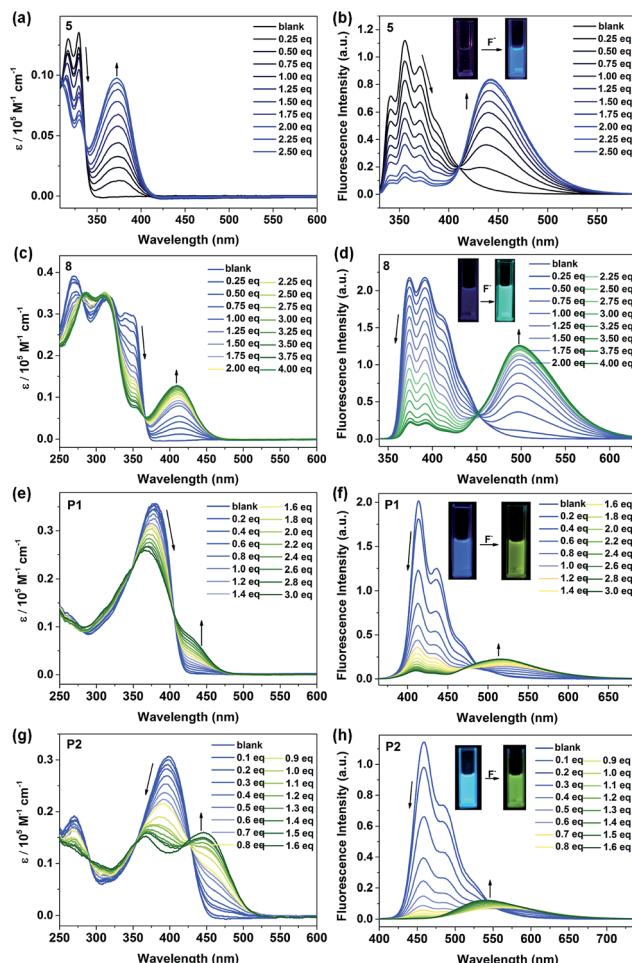 (a)
5
ε / 10⁵ M⁻¹ cm⁻¹
0.10
0.05
0.00
350 400 450 500 550 600
Wavelength (nm)
blank
0.25 eq
0.50 eq
0.75 eq
1.00 eq
1.25 eq
1.50 eq
1.75 eq
2.00 eq
2.25 eq
2.50 eq
(b)
5
Fluorescence Intensity (a.u.)
1.2
1.0
0.8
0.6
0.4
0.2
0.0
350 400 450 500 550
Wavelength (nm)
F⁻
blank
0.25 eq
0.50 eq
0.75 eq
1.00 eq
1.25 eq
1.50 eq
1.75 eq
2.00 eq
2.25 eq
2.50 eq
(c)
8
ε / 10⁵ M⁻¹ cm⁻¹
0.4
0.3
0.2
0.1
0.0
250 300 350 400 450 500 550 600
Wavelength (nm)
blank
0.25 eq 2.25 eq
0.50 eq 2.50 eq
0.75 eq 2.75 eq
1.00 eq 3.00 eq
1.25 eq 3.25 eq
1.50 eq 3.50 eq
1.75 eq 3.75 eq
2.00 eq 4.00 eq
(d)
8
Fluorescence Intensity (a.u.)
2.5
2.0
1.5
1.0
0.5
0.0
350 400 450 500 550 600
Wavelength (nm)
F⁻
blank
0.25 eq 2.25 eq
0.50 eq 2.50 eq
0.75 eq 2.75 eq
1.00 eq 3.00 eq
1.25 eq 3.25 eq
1.50 eq 3.50 eq
1.75 eq 3.75 eq
2.00 eq 4.00 eq
(e)
P1
ε / 10⁵ M⁻¹ cm⁻¹
0.3
0.2
0.1
0.0
250 300 350 400 450 500 550 600
Wavelength (nm)
blank 1.6 eq
0.2 eq 1.8 eq
0.4 eq 2.0 eq
0.6 eq 2.2 eq
0.8 eq 2.4 eq
1.0 eq 2.6 eq
1.2 eq 2.8 eq
1.4 eq 3.0 eq
(f)
P1
Fluorescence Intensity (a.u.)
2.0
1.5
1.0
0.5
0.0
400 450 500 550 600 650
Wavelength (nm)
F⁻
blank 1.6 eq
0.2 eq 1.8 eq
0.4 eq 2.0 eq
0.6 eq 2.2 eq
0.8 eq 2.4 eq
1.0 eq 2.6 eq
1.2 eq 2.8 eq
1.4 eq 3.0 eq
(g)
P2
ε / 10⁵ M⁻¹ cm⁻¹
0.3
0.2
0.1
0.0
250 300 350 400 450 500 550 600
Wavelength (nm)
blank
0.1 eq 0.9 eq
0.2 eq 1.0 eq
0.3 eq 1.1 eq
0.4 eq 1.2 eq
0.5 eq 1.3 eq
0.6 eq 1.4 eq
0.7 eq 1.5 eq
0.8 eq 1.6 eq
(h)
P2
Fluorescence Intensity (a.u.)
1.2
1.0
0.8
0.6
0.4
0.2
0.0
400 450 500 550 600 650 700
Wavelength (nm)
F⁻
blank
0.1 eq 0.9 eq
0.2 eq 1.0 eq
0.3 eq 1.1 eq
0.4 eq 1.2 eq
0.5 eq 1.3 eq
0.6 eq 1.4 eq
0.7 eq 1.5 eq
0.8 eq 1.6 eq